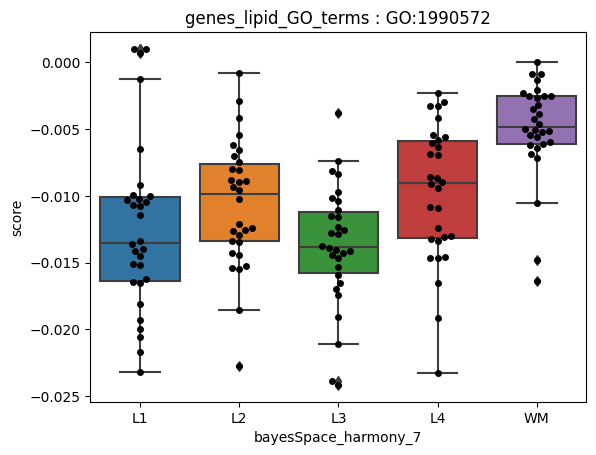 genes_lipid_GO_terms : GO:1990572
score
0.000
−0.005
−0.010
−0.015
−0.020
−0.025
L1 L2 L3 L4 WM
bayesSpace_harmony_7